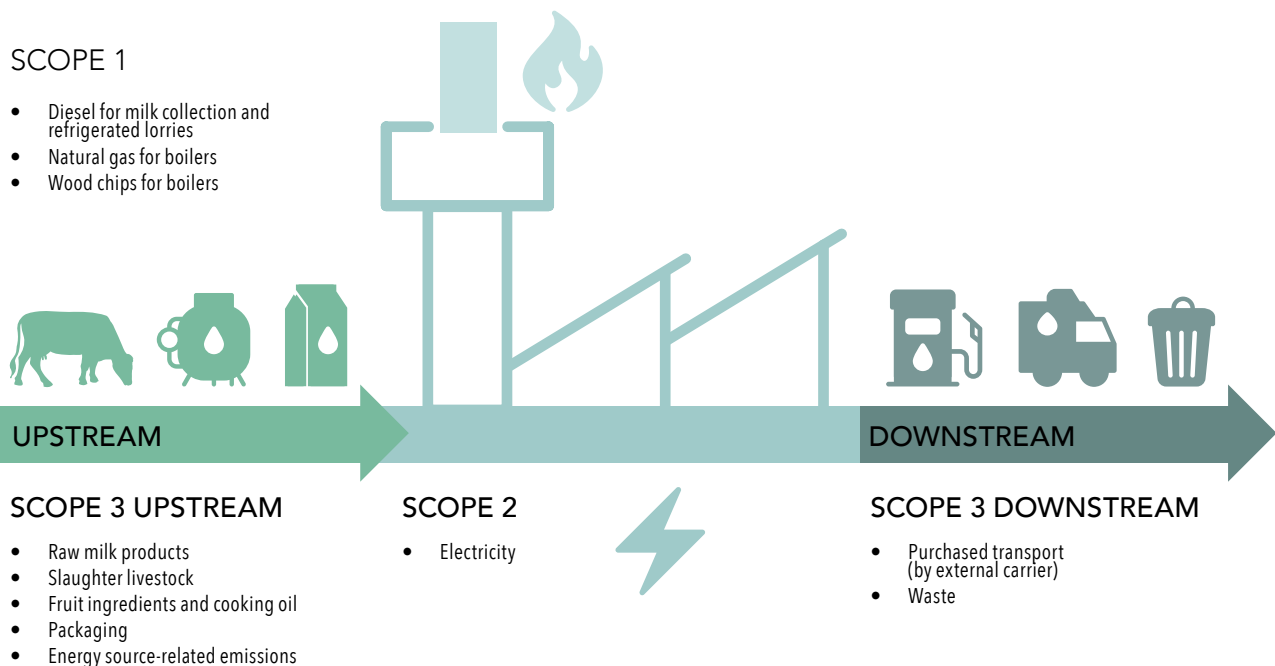 SCOPE 1
• Diesel for milk collection and
refrigerated lorries
• Natural gas for boilers
• Wood chips for boilers
UPSTREAM
DOWNSTREAM
SCOPE 3 UPSTREAM
• Raw milk products
• Slaughter livestock
• Fruit ingredients and cooking oil
• Packaging
• Energy source-related emissions
SCOPE 2
• Electricity
SCOPE 3 DOWNSTREAM
• Purchased transport
(by external carrier)
• Waste